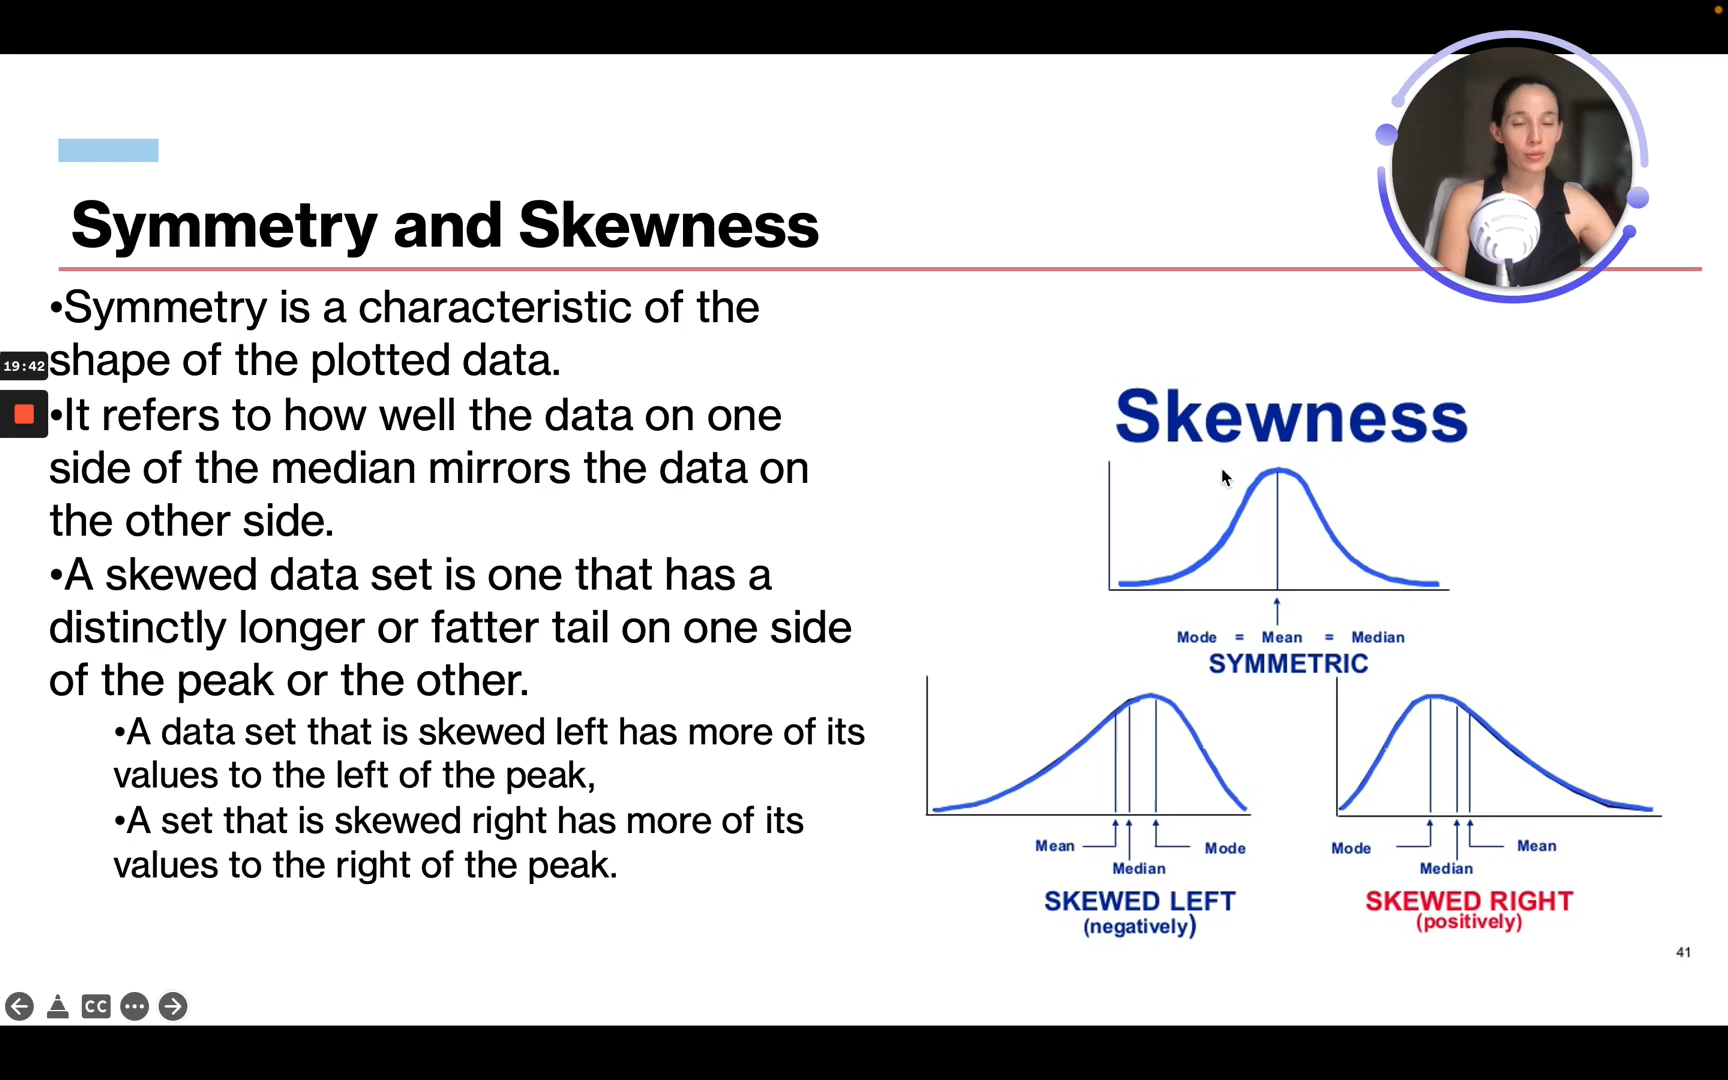 Symmetry and Skewness
•Symmetry is a characteristic of the
shape of the plotted data.
19:42
•It refers to how well the data on one
side of the median mirrors the data on
the other side.
•A skewed data set is one that has a
distinctly longer or fatter tail on one side
of the peak or the other.
•A data set that is skewed left has more of its
values to the left of the peak,
•A set that is skewed right has more of its
values to the right of the peak.
Skewness
Mode = Mean = Median
SYMMETRIC
Mean Mode
Median
SKEWED LEFT
(negatively)
Mode Mean
Median
SKEWED RIGHT
(positively)
41
CC